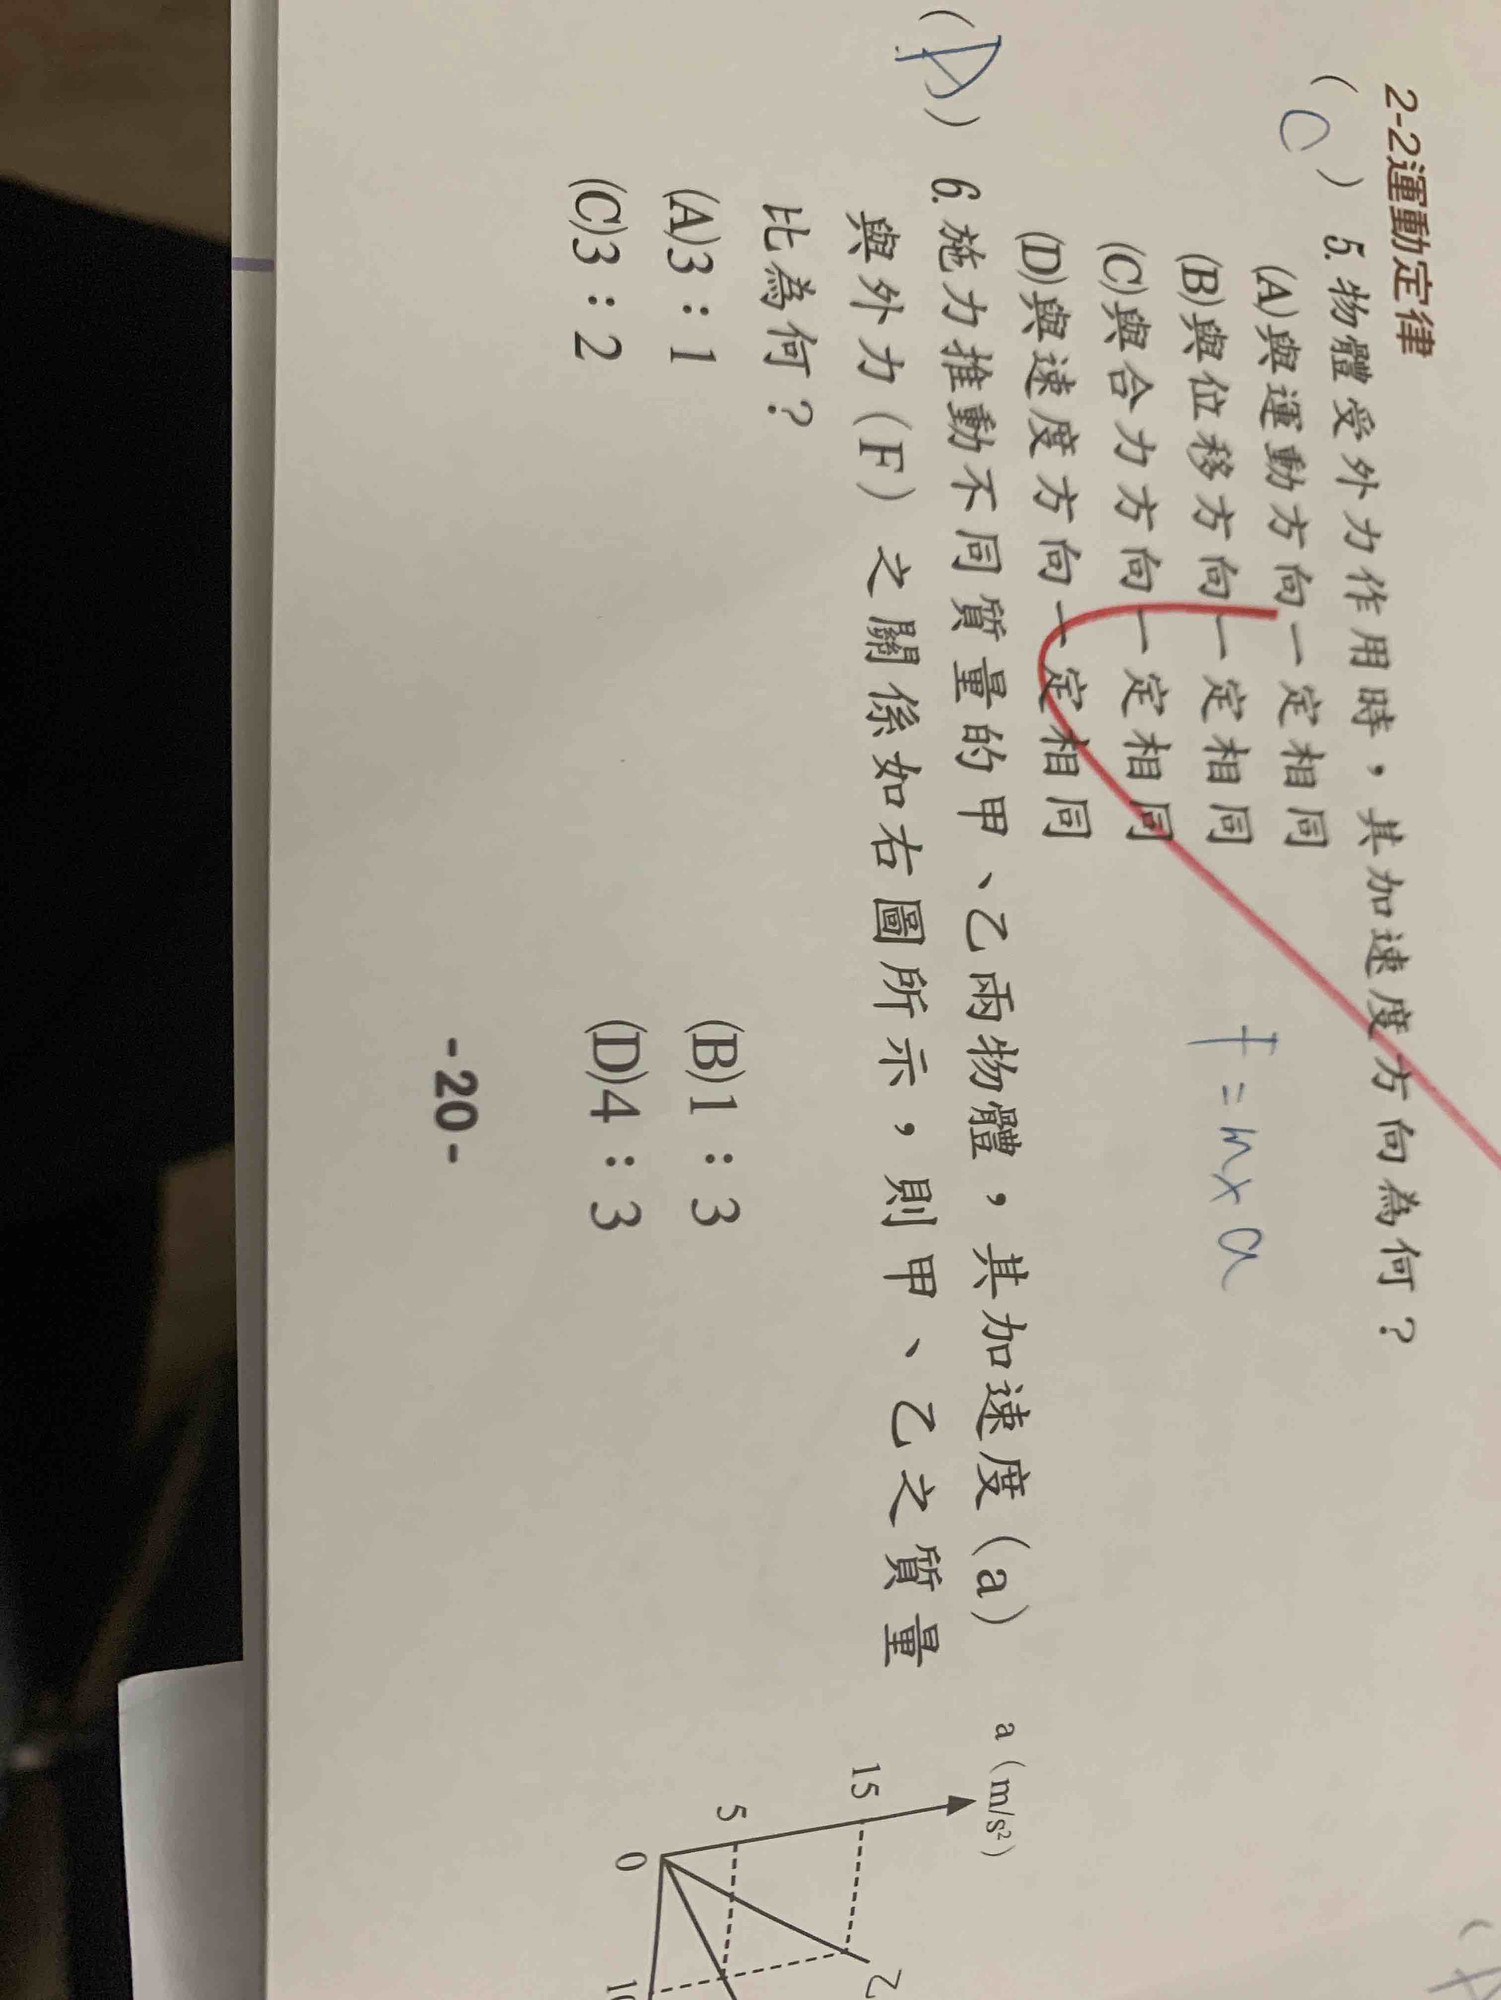 2-2運動定律
( C ) 5.物體受外力作用時，其加速度方向為何？
(A)與運動方向一定相同
(B)與位移方向一定相同
(C)與合力方向一定相同
(D)與速度方向一定相同
F=m×a
( A ) 6.施力推動不同質量的甲、乙兩物體，其加速度（a）
與外力（F）之關係如右圖所示，則甲、乙之質量
比為何？
(A)3：1
(B)1：3
(C)3：2
(D)4：3
a（m/s²）
15
5
0
乙
-20-